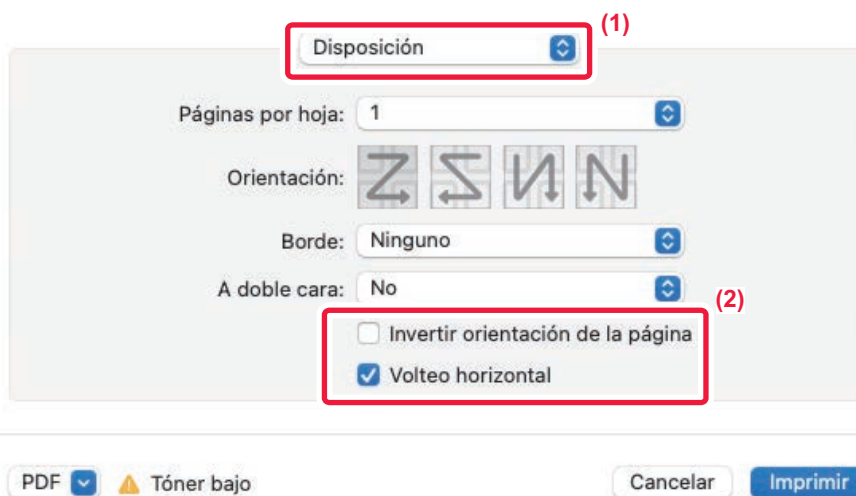 (1)
Disposición
Páginas por hoja: 1
Orientación:
Borde: Ninguno
A doble cara: No
(2)
Invertir orientación de la página
Volteo horizontal
PDF Tóner bajo Cancelar Imprimir